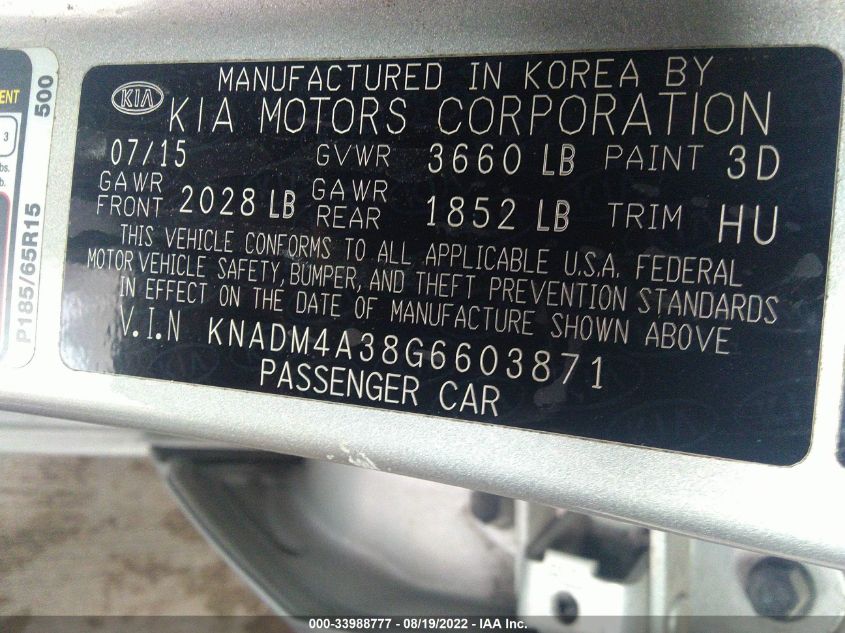 MANUFACTURED IN KOREA BY
KIA
KIA MOTORS CORPORATION
07/15 GVWR 3660 LB PAINT 3D
GAWR FRONT 2028 LB GAWR REAR 1852 LB TRIM HU
THIS VEHICLE CONFORMS TO ALL APPLICABLE U.S.A. FEDERAL
MOTOR VEHICLE SAFETY, BUMPER, AND THEFT PREVENTION STANDARDS
IN EFFECT ON THE DATE OF MANUFACTURE SHOWN ABOVE
V.I.N KNADM4A38G6603871
PASSENGER CAR
P185/65R15 500
3
000-33988777 - 08/19/2022 - IAA Inc.